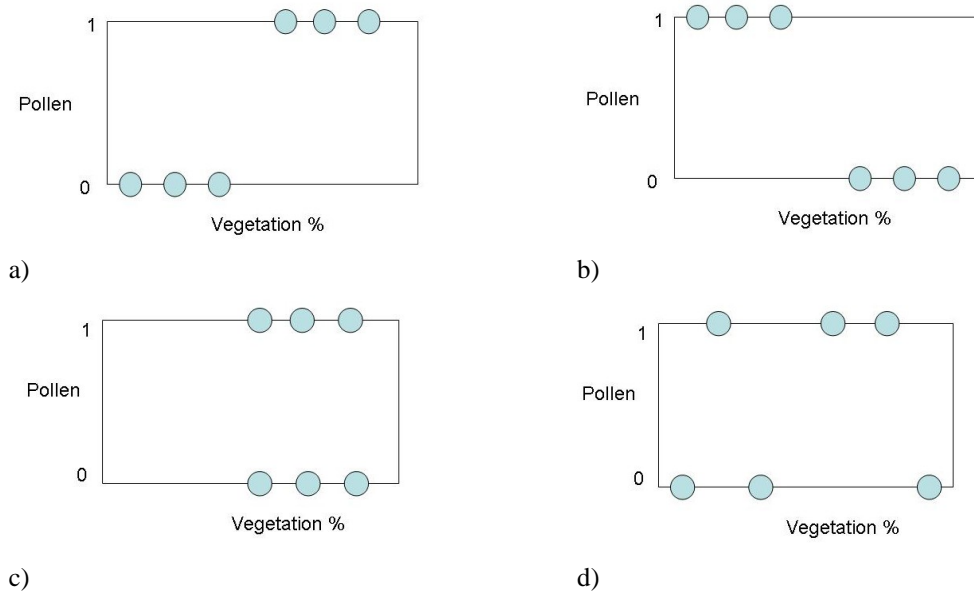 1
Pollen
0
Vegetation %
a)
1
Pollen
0
Vegetation %
b)
1
Pollen
0
Vegetation %
c)
1
Pollen
0
Vegetation %
d)